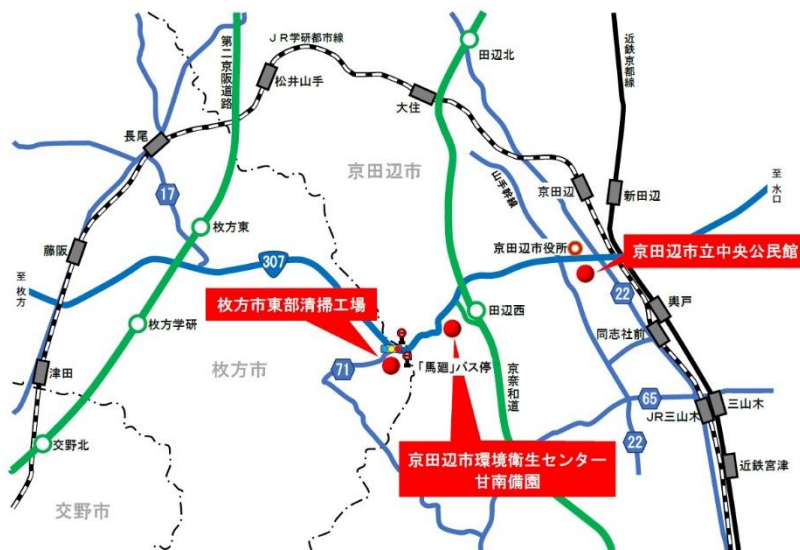 JR学研都市線
第二京阪道路
松井山手
田辺北
近鉄京都線
大住
長尾
京田辺市
17
山手幹線
京田辺
新田辺
至 水口
藤阪
枚方東
307
京田辺市役所
京田辺市立中央公民館
至 枚方
枚方市東部清掃工場
22
興戸
枚方学研
田辺西
同志社前
津田
枚方市
71
「馬廻」バス停
京奈和道
65
三山木
JR三山木
交野北
22
京田辺市環境衛生センター
甘南備園
近鉄宮津
交野市